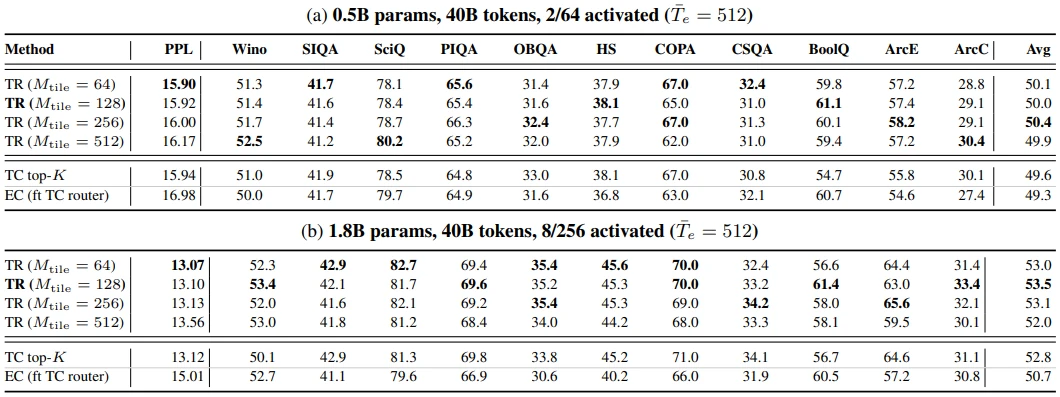 (a) 0.5B params, 40B tokens, 2/64 activated (T̄e = 512)
Method PPL Wino SIQA SciQ PIQA OBQA HS COPA CSQA BoolQ ArcE ArcC Avg
TR (Mtile = 64) 15.90 51.3 41.7 78.1 65.6 31.4 37.9 67.0 32.4 59.8 57.2 28.8 50.1
TR (Mtile = 128) 15.92 51.4 41.6 78.4 65.4 31.6 38.1 65.0 31.0 61.1 57.4 29.1 50.0
TR (Mtile = 256) 16.00 51.7 41.4 78.7 66.3 32.4 37.7 67.0 31.3 60.1 58.2 29.1 50.4
TR (Mtile = 512) 16.17 52.5 41.2 80.2 65.2 32.0 37.9 62.0 31.0 59.4 57.2 30.4 49.9
TC top-K 15.94 51.0 41.9 78.5 64.8 33.0 38.1 67.0 30.8 54.7 55.8 30.1 49.6
EC (ft TC router) 16.98 50.0 41.7 79.7 64.9 31.6 36.8 63.0 32.1 60.7 54.6 27.4 49.3
(b) 1.8B params, 40B tokens, 8/256 activated (T̄e = 512)
TR (Mtile = 64) 13.07 52.3 42.9 82.7 69.4 35.4 45.6 70.0 32.4 56.6 64.4 31.4 53.0
TR (Mtile = 128) 13.10 53.4 42.1 81.7 69.6 35.2 45.3 70.0 33.2 61.4 63.0 33.4 53.5
TR (Mtile = 256) 13.13 52.0 41.6 82.1 69.2 35.4 45.3 69.0 34.2 58.0 65.6 32.1 53.1
TR (Mtile = 512) 13.56 53.0 41.8 81.2 68.4 34.0 44.2 68.0 33.3 58.1 59.5 30.1 52.0
TC top-K 13.12 50.1 42.9 81.3 69.8 33.8 45.2 71.0 34.1 56.7 64.6 31.1 52.8
EC (ft TC router) 15.01 52.7 41.1 79.6 66.9 30.6 40.2 66.0 31.9 60.5 57.2 30.8 50.7